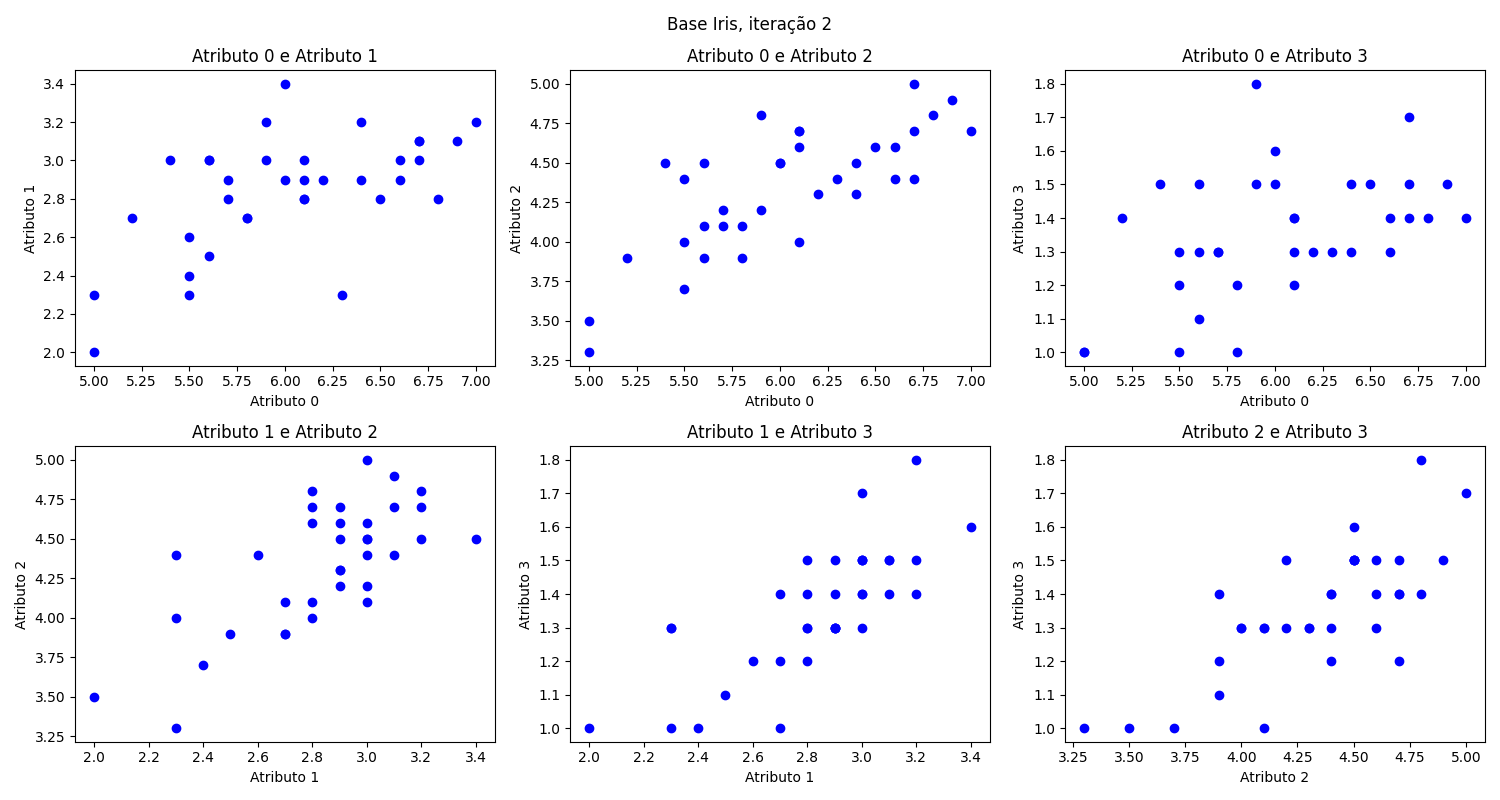 Base Iris, iteração 2
Atributo 0 e Atributo 1
Atributo 1
3.4
3.2
3.0
2.8
2.6
2.4
2.2
2.0
5.00 5.25 5.50 5.75 6.00 6.25 6.50 6.75 7.00
Atributo 0
Atributo 0 e Atributo 2
Atributo 2
5.00
4.75
4.50
4.25
4.00
3.75
3.50
3.25
5.00 5.25 5.50 5.75 6.00 6.25 6.50 6.75 7.00
Atributo 0
Atributo 0 e Atributo 3
Atributo 3
1.8
1.7
1.6
1.5
1.4
1.3
1.2
1.1
1.0
5.00 5.25 5.50 5.75 6.00 6.25 6.50 6.75 7.00
Atributo 0
Atributo 1 e Atributo 2
Atributo 2
5.00
4.75
4.50
4.25
4.00
3.75
3.50
3.25
2.0 2.2 2.4 2.6 2.8 3.0 3.2 3.4
Atributo 1
Atributo 1 e Atributo 3
Atributo 3
1.8
1.7
1.6
1.5
1.4
1.3
1.2
1.1
1.0
2.0 2.2 2.4 2.6 2.8 3.0 3.2 3.4
Atributo 1
Atributo 2 e Atributo 3
Atributo 3
1.8
1.7
1.6
1.5
1.4
1.3
1.2
1.1
1.0
3.25 3.50 3.75 4.00 4.25 4.50 4.75 5.00
Atributo 2